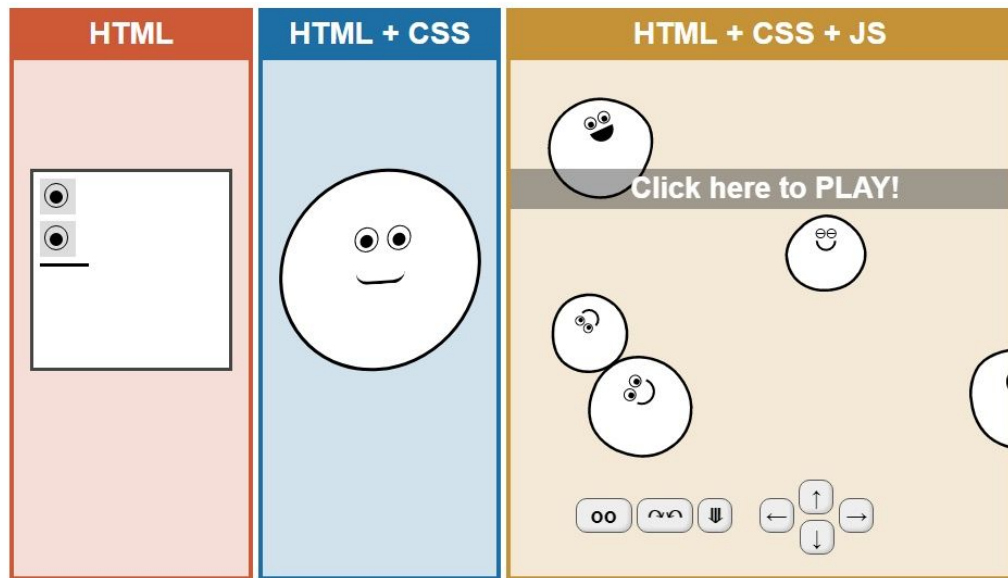 HTML
HTML + CSS
HTML + CSS + JS
Click here to PLAY!
oo
← ↑ ↓ →